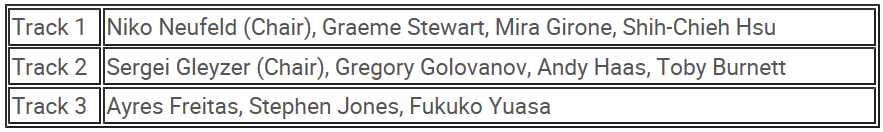 Track 1 Niko Neufeld (Chair), Graeme Stewart, Mira Girone, Shih-Chieh Hsu
Track 2 Sergei Gleyzer (Chair), Gregory Golovanov, Andy Haas, Toby Burnett
Track 3 Ayres Freitas, Stephen Jones, Fukuko Yuasa